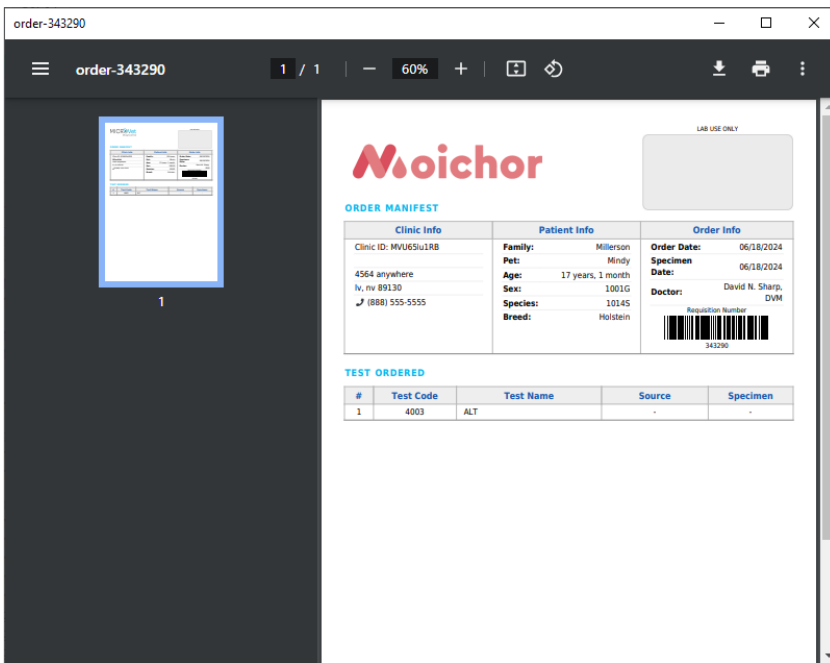 order-343290
order-343290
1 / 1
60%
1
LAB USE ONLY
Moichor
ORDER MANIFEST
Clinic Info
Clinic ID: MVU65lu1RB
4564 anywhere
lv, nv 89130
(888) 555-5555
Patient Info
Family: Millerson
Pet: Mindy
Age: 17 years, 1 month
Sex: 1001G
Species: 1014S
Breed: Holstein
Order Info
Order Date: 06/18/2024
Specimen Date: 06/18/2024
Doctor: David N. Sharp, DVM
Requisition Number
343290
TEST ORDERED
# Test Code Test Name Source Specimen
1 4003 ALT - -